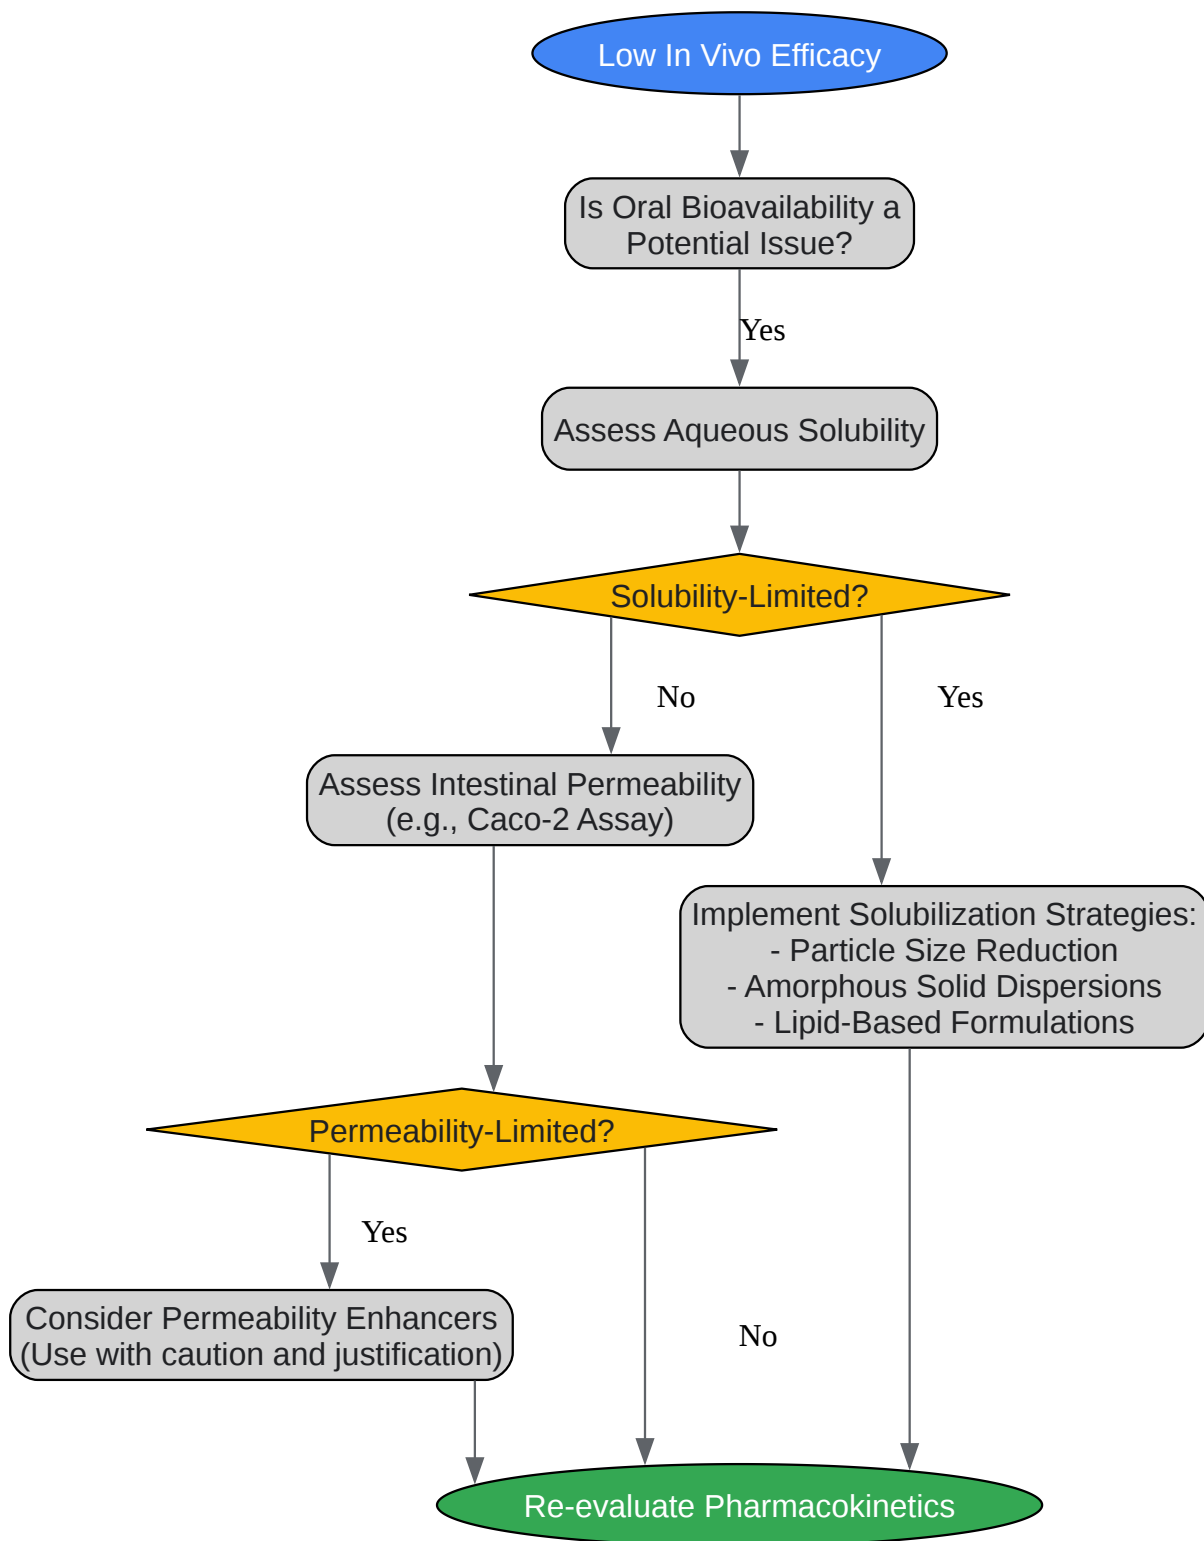 Low In Vivo Efficacy
Is Oral Bioavailability a
Potential Issue?
Yes
Assess Aqueous Solubility
Solubility-Limited?
No
Yes
Assess Intestinal Permeability
(e.g., Caco-2 Assay)
Implement Solubilization Strategies:
- Particle Size Reduction
- Amorphous Solid Dispersions
- Lipid-Based Formulations
Permeability-Limited?
Yes
Consider Permeability Enhancers
(Use with caution and justification)
No
Re-evaluate Pharmacokinetics